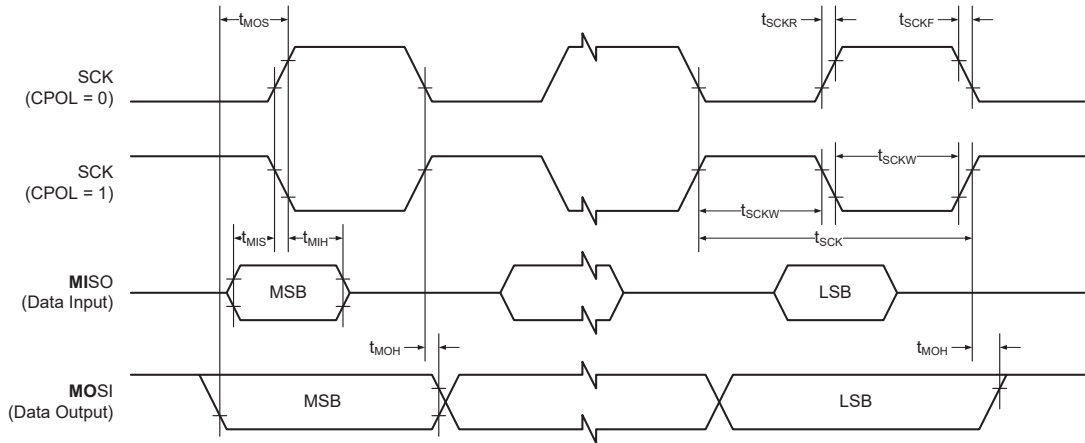 tMOS
tSCKR
tSCKF
SCK
(CPOL = 0)
SCK
(CPOL = 1)
tSCKW
tSCKW
tSCK
tMIS
tMIH
MISO
(Data Input)
MSB
LSB
tMOH
tMOH
MOSI
(Data Output)
MSB
LSB